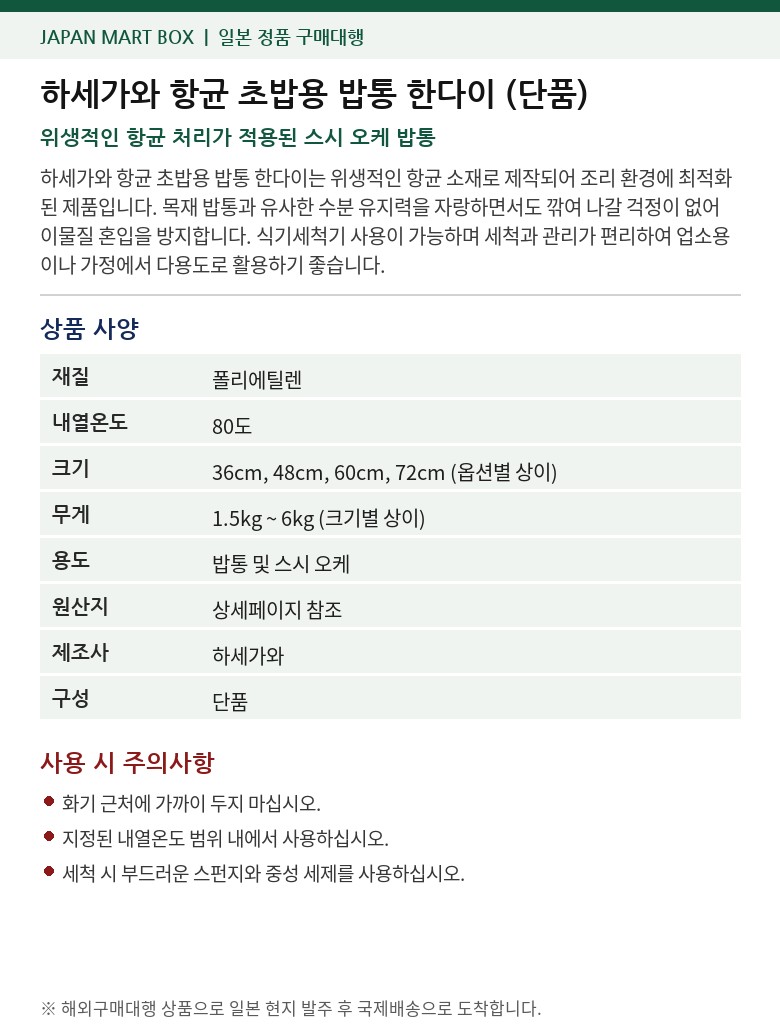 JAPAN MART BOX | 일본 정품 구매대행
하세가와 항균 초밥용 밥통 한다이 (단품)
위생적인 항균 처리가 적용된 스시 오케 밥통
하세가와 항균 초밥용 밥통 한다이는 위생적인 항균 소재로 제작되어 조리 환경에 최적화
된 제품입니다. 목재 밥통과 유사한 수분 유지력을 자랑하면서도 깎여 나갈 걱정이 없어
이물질 혼입을 방지합니다. 식기세척기 사용이 가능하며 세척과 관리가 편리하여 업소용
이나 가정에서 다용도로 활용하기 좋습니다.
상품 사양
재질 폴리에틸렌
내열온도 80도
크기 36cm, 48cm, 60cm, 72cm (옵션별 상이)
무게 1.5kg ~ 6kg (크기별 상이)
용도 밥통 및 스시 오케
원산지 상세페이지 참조
제조사 하세가와
구성 단품
사용 시 주의사항
● 화기 근처에 가까이 두지 마십시오.
● 지정된 내열온도 범위 내에서 사용하십시오.
● 세척 시 부드러운 스펀지와 중성 세제를 사용하십시오.
※ 해외구매대행 상품으로 일본 현지 발주 후 국제배송으로 도착합니다.